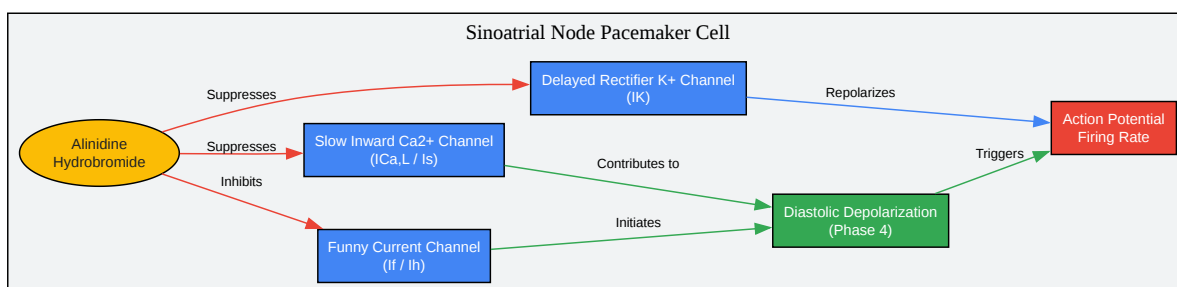 Sinoatrial Node Pacemaker Cell
Delayed Rectifier K+ Channel
(IK)
Suppresses
Repolarizes
Action Potential
Firing Rate
Alinidine
Hydrobromide
Suppresses
Slow Inward Ca2+ Channel
(ICa,L / Is)
Contributes to
Triggers
Inhibits
Diastolic Depolarization
(Phase 4)
Initiates
Funny Current Channel
(If / Ih)